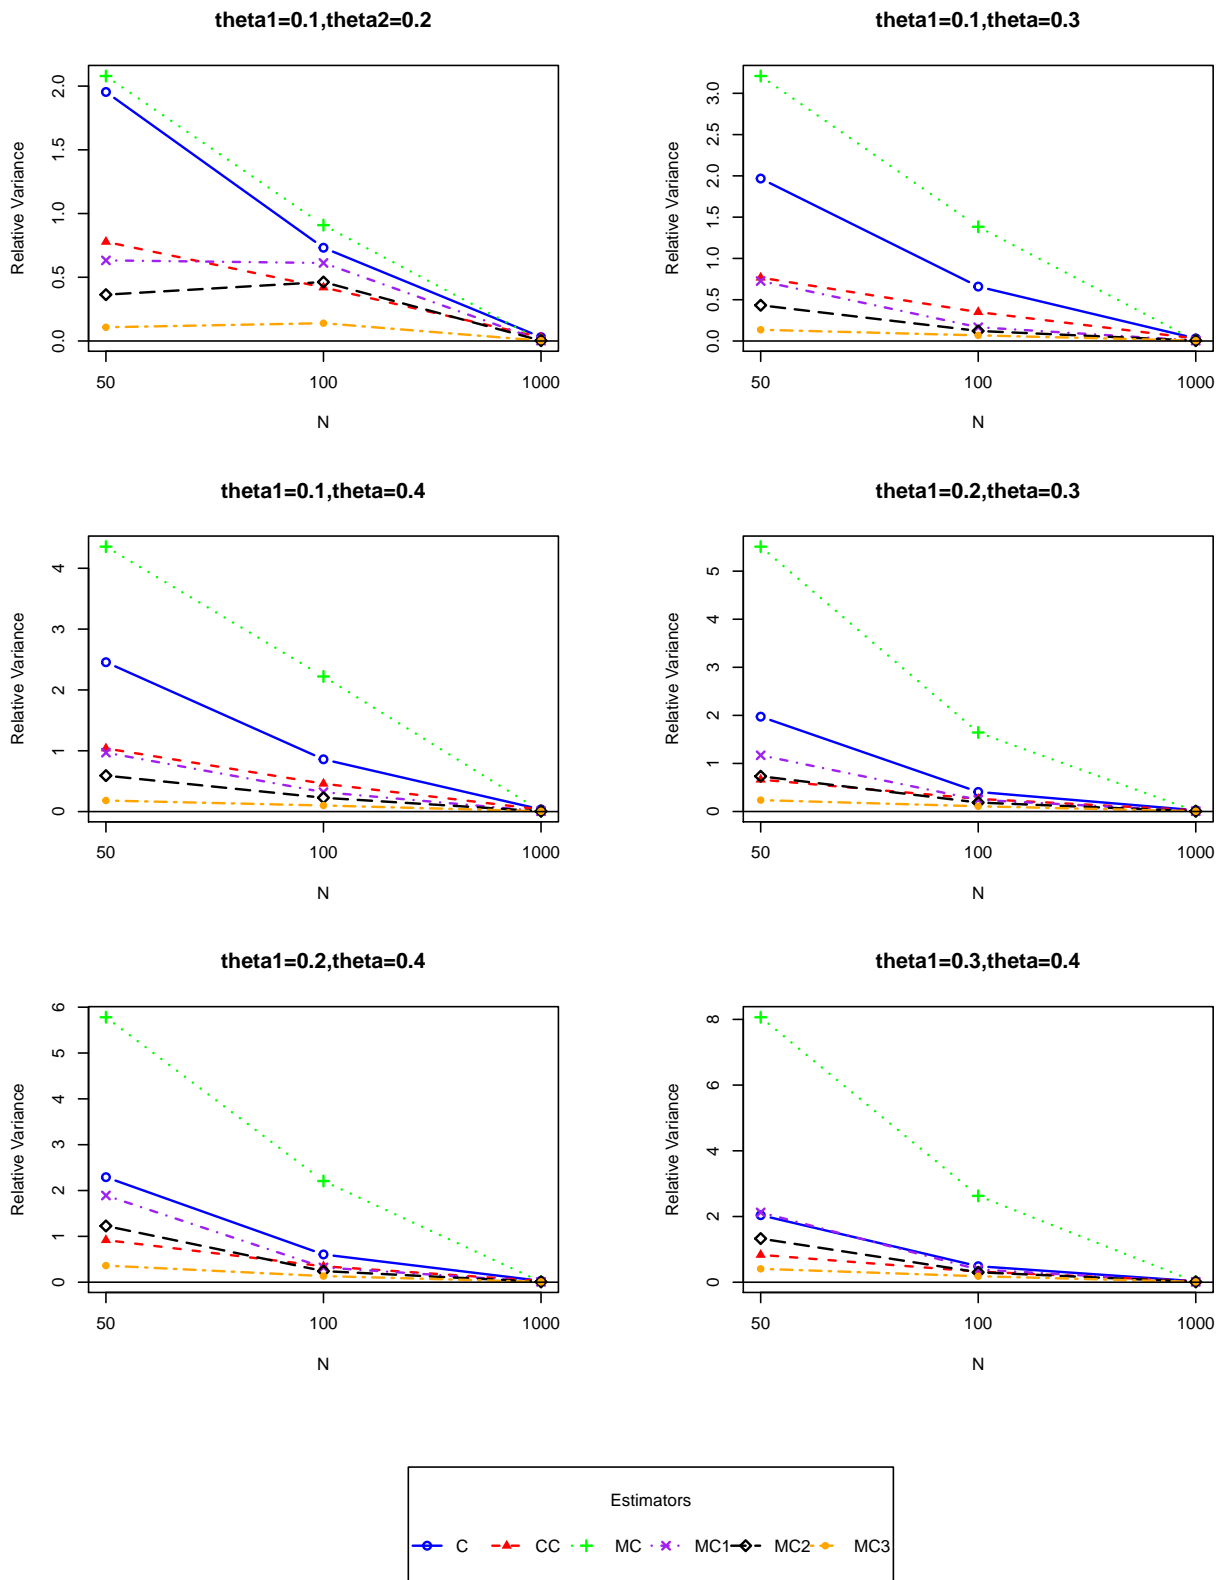 theta1=0.1,theta2=0.2
Relative Variance
2.0
1.5
1.0
0.5
0.0
50 100 1000
N
theta1=0.1,theta=0.3
Relative Variance
3.0
2.5
2.0
1.5
1.0
0.5
0.0
50 100 1000
N
theta1=0.1,theta=0.4
Relative Variance
4
3
2
1
0
50 100 1000
N
theta1=0.2,theta=0.3
Relative Variance
5
4
3
2
1
0
50 100 1000
N
theta1=0.2,theta=0.4
Relative Variance
6
5
4
3
2
1
0
50 100 1000
N
theta1=0.3,theta=0.4
Relative Variance
8
6
4
2
0
50 100 1000
N
Estimators
C CC MC MC1 MC2 MC3